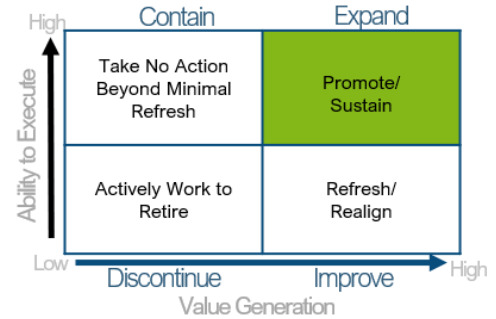 High
Contain
Expand
Take No Action
Beyond Minimal
Refresh
Promote/
Sustain
Ability to Execute
Actively Work to
Retire
Refresh/
Realign
Low
High
Discontinue
Improve
Value Generation